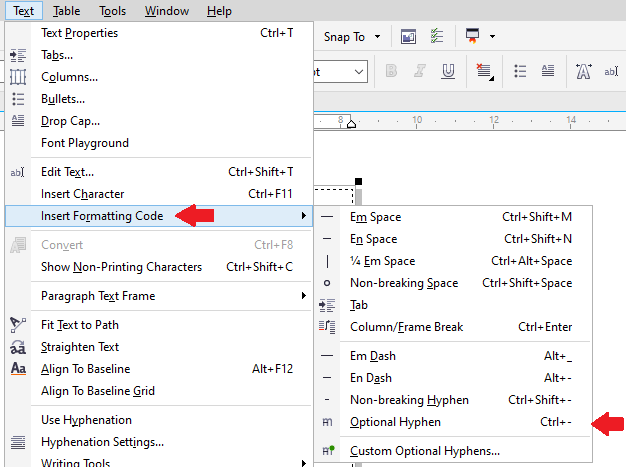 Text Table Tools Window Help
Text Properties Ctrl+T
Snap To
Tabs...
Columns...
Bullets...
Drop Cap...
Font Playground
8 10 12 14
Edit Text... Ctrl+Shift+T
Insert Character Ctrl+F11
Insert Formatting Code
Em Space Ctrl+Shift+M
En Space Ctrl+Shift+N
¼ Em Space Ctrl+Alt+Space
Non-breaking Space Ctrl+Shift+Space
Tab
Column/Frame Break Ctrl+Enter
Em Dash Alt+_
En Dash Alt+-
Non-breaking Hyphen Ctrl+Shift+-
Optional Hyphen Ctrl+-
Custom Optional Hyphens...
Convert Ctrl+F8
Show Non-Printing Characters Ctrl+Shift+C
Paragraph Text Frame
Fit Text to Path
Straighten Text
Align To Baseline Alt+F12
Align To Baseline Grid
Use Hyphenation
Hyphenation Settings...
Writing Tools